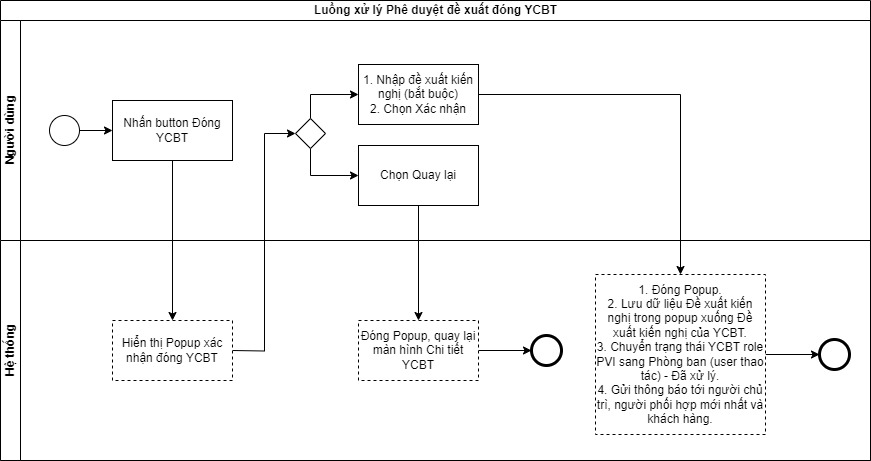 Luồng xử lý Phê duyệt đề xuất đóng YCBT
Người dùng
Nhấn button Đóng
YCBT
1. Nhập đề xuất kiến
nghị (bắt buộc)
2. Chọn Xác nhận
Chọn Quay lại
Hệ thống
Hiển thị Popup xác
nhận đóng YCBT
Đóng Popup, quay lại
màn hình Chi tiết
YCBT
1. Đóng Popup.
2. Lưu dữ liệu Đề xuất kiến
nghị trong popup xuống Đề
xuất kiến nghị của YCBT.
3. Chuyển trạng thái YCBT role
PVI sang Phòng ban (user thao
tác) - Đã xử lý.
4. Gửi thông báo tới người chủ
trì, người phối hợp mới nhất và
khách hàng.